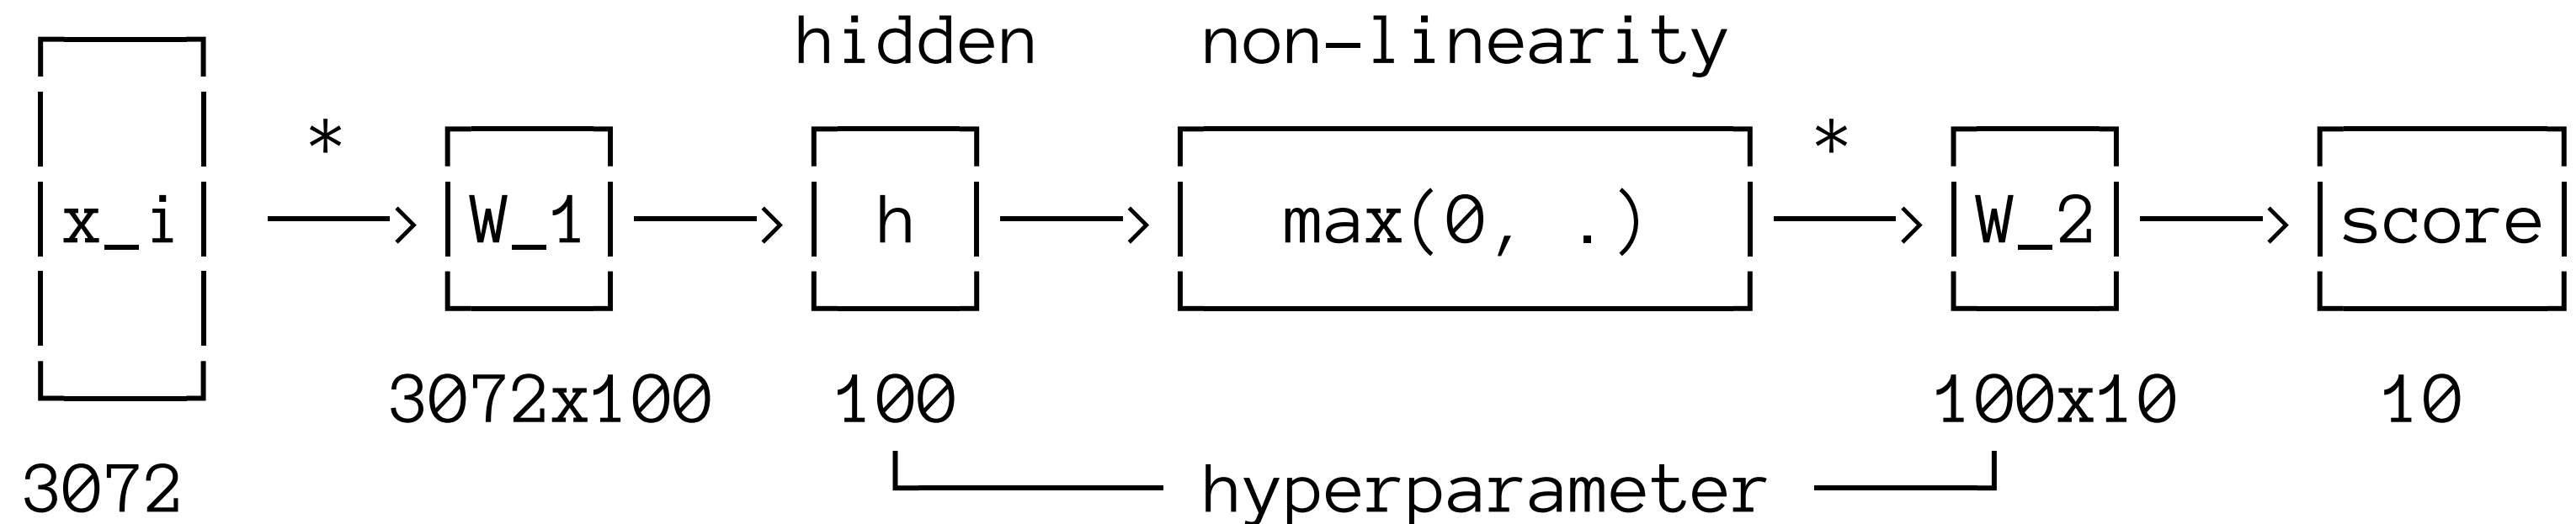 hidden non-linearity
* *
x_i W_1 h max(0, .) W_2 score
3072x100 100 100x10 10
3072 hyperparameter